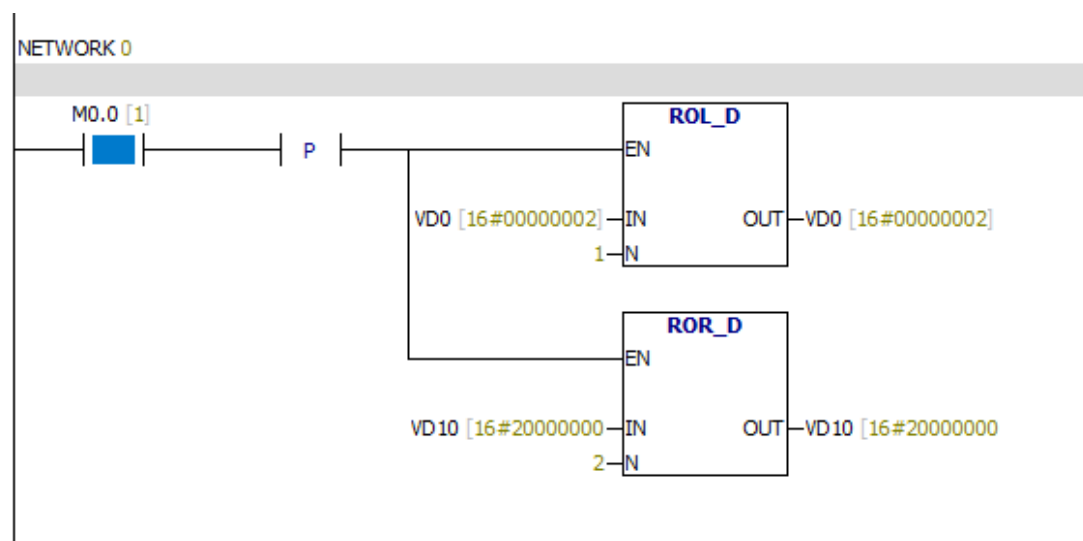 NETWORK 0
M0.0 [1]
P
ROL_D
EN
VD0 [16#00000002] IN OUT VD0 [16#00000002]
1 N
ROR_D
EN
VD10 [16#20000000 IN OUT VD10 [16#20000000
2 N